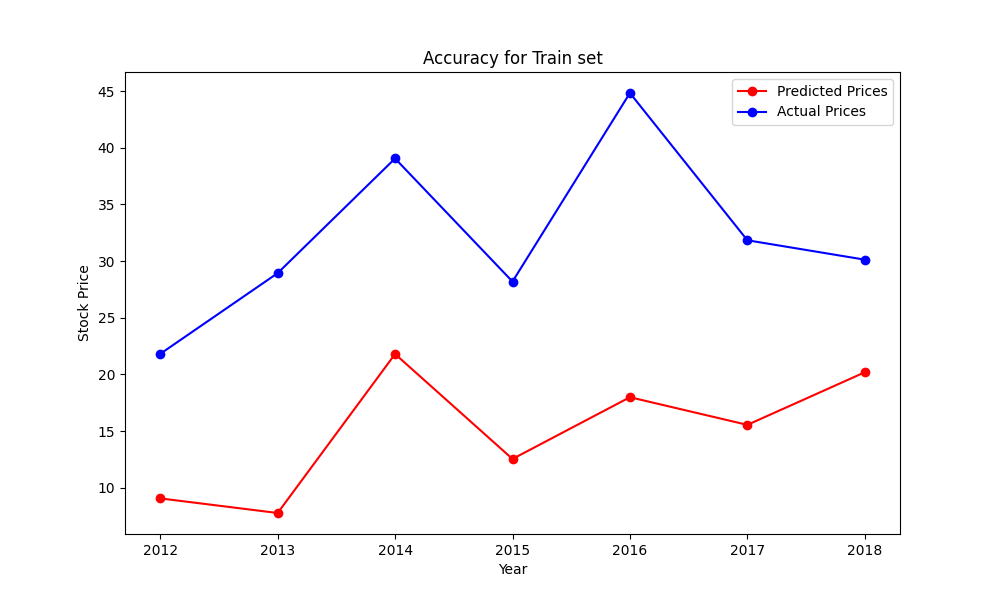 Accuracy for Train set
Predicted Prices
Actual Prices
45
40
35
30
25
20
15
10
Stock Price
2012 2013 2014 2015 2016 2017 2018
Year